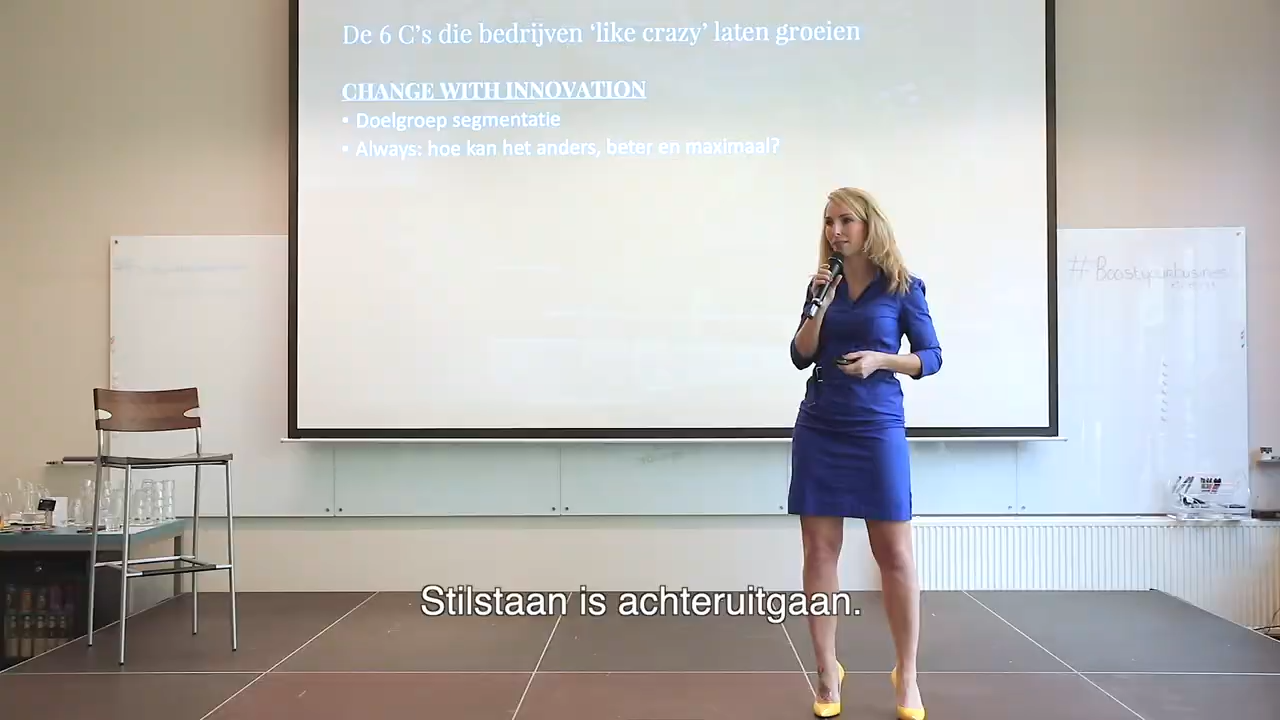 De 6 C's die bedrijven ‘like crazy’ laten groeien
CHANGE WITH INNOVATION
• Doelgroep segmentatie
• Always: hoe kan het anders, beter en maximaal?
#Boostyourbusiness
Stilstaan is achteruitgaan.